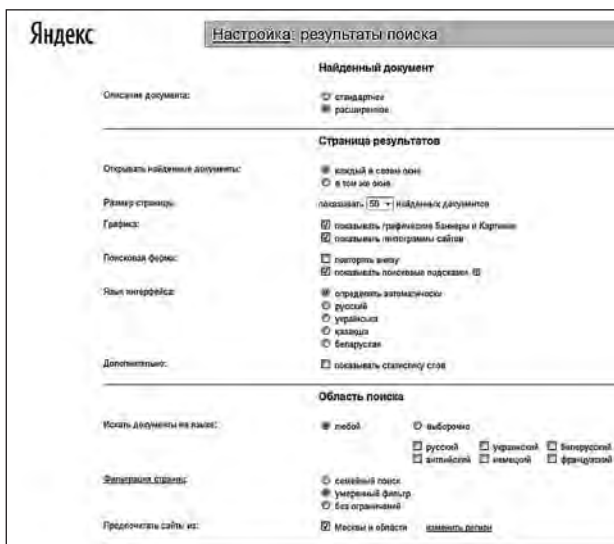 Яндекс
Настройка: результаты поиска
Найденный документ
Описание документа:
стандартное
расширенное
Страница результатов
Открывать найденные документы:
каждый в своем окне
в том же окне
Размер страницы:
показывать 50 найденных документов
Графика:
показывать графические баннеры и Картинки
показывать пиктограммы сайтов
Поисковая форма:
повторять внизу
показывать поисковые подсказки
Язык интерфейса:
определять автоматически
русский
українська
казакша
беларуская
Дополнительно:
показывать статистику слов
Область поиска
Искать документы на языке:
любой
выборочно
русский украинский белорусский
английский немецкий французский
Фильтрация страниц:
семейный поиск
умеренный фильтр
без ограничений
Предпочитать сайты из:
Москвы и области изменить регион